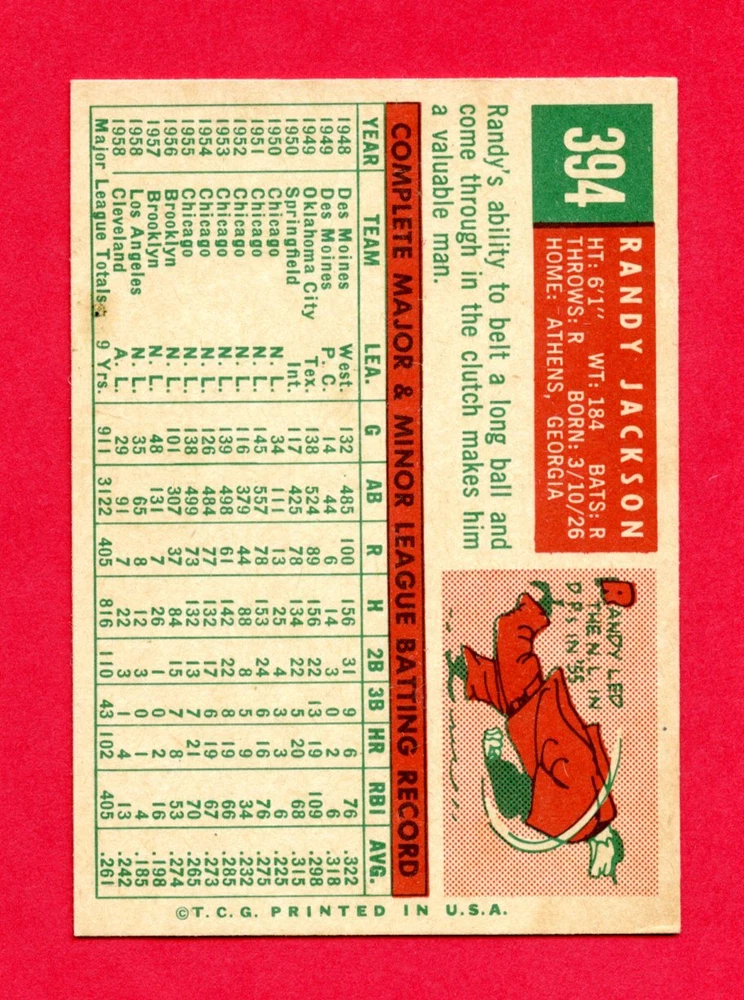 394
RANDY JACKSON
HT: 6'1" WT: 184 BATS: R
THROWS: R BORN: 3/10/26
HOME: ATHENS, GEORGIA
Randy's ability to belt a long ball and
come through in the clutch makes him
a valuable man.
RANDY LED
THE N.L. IN
D.P.s IN '55
COMPLETE MAJOR & MINOR LEAGUE BATTING RECORD
YEAR TEAM LEA. G AB R H 2B 3B HR RBI AVG.
1948 Des Moines West. 132 485 100 156 31 9 6 76 .322
1949 Des Moines P.C. 14 44 6 14 3 0 2 6 .318
1949 Oklahoma City Tex. 138 524 89 156 22 13 19 109 .298
1950 Springfield Int. 117 425 78 134 22 5 20 68 .315
1950 Chicago N.L. 34 111 13 25 4 3 3 6 .225
1951 Chicago N.L. 145 557 78 153 24 6 16 76 .275
1952 Chicago N.L. 116 379 44 88 8 5 9 34 .232
1953 Chicago N.L. 139 498 61 142 22 8 19 66 .285
1954 Chicago N.L. 126 484 77 132 17 6 19 67 .273
1955 Chicago N.L. 138 499 73 132 13 7 21 70 .265
1956 Brooklyn N.L. 101 307 37 84 15 7 8 53 .274
1957 Brooklyn N.L. 48 131 7 26 1 0 2 16 .198
1958 Los Angeles N.L. 35 65 8 12 3 0 1 4 .185
1958 Cleveland A.L. 29 91 7 22 3 1 4 13 .242
Major League Totals 9 Yrs. 911 3122 405 816 110 43 102 405 .261
©T.C.G. PRINTED IN U.S.A.